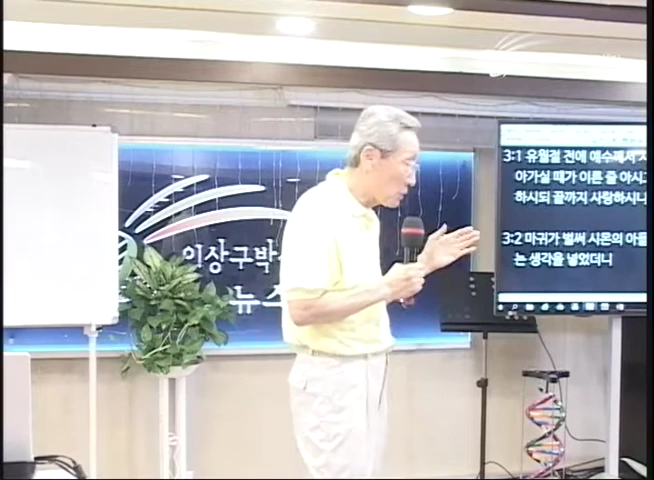 이상구박
뉴스
3:1 유월절 전에 예수께서
아가실 때가 이른 줄 아시
하시되 끝까지 사랑하시니
3:2 마귀가 벌써 시몬의 아들
는 생각을 넣었더니